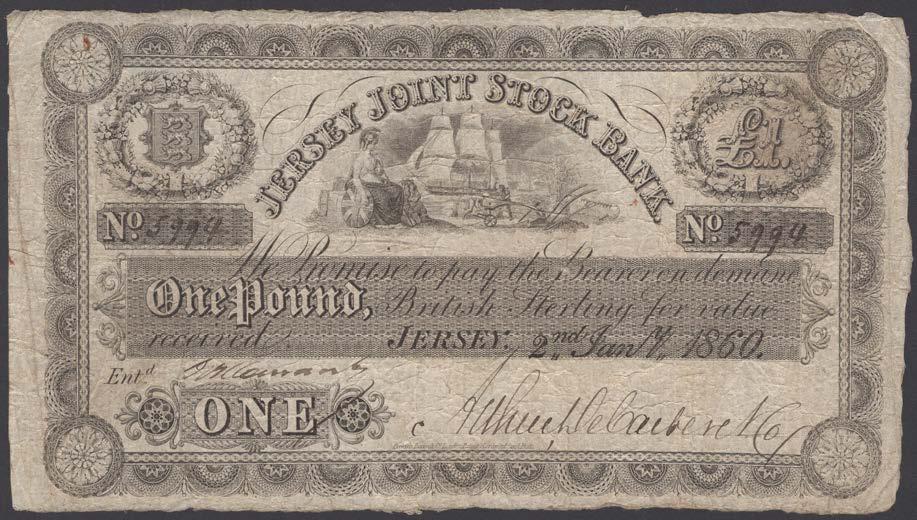 JERSEY JOINT STOCK BANK.
£1
No 5994
No 5994
We Promise to pay the Bearer on demand
One Pound, British Sterling for value
received. JERSEY: 2nd Jany. 1860.
Entd.
ONE